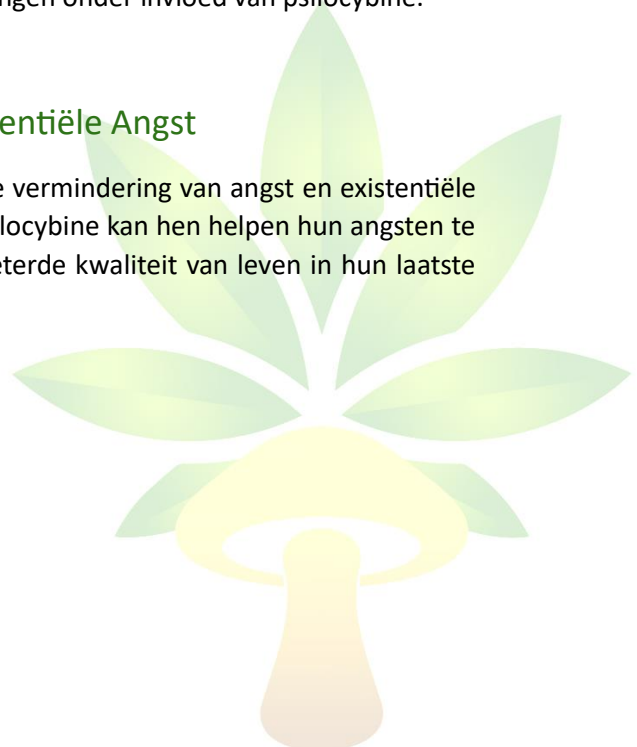 ngen onder invloed van psilocybine.
entiële Angst
e vermindering van angst en existentiële
ilocybine kan hen helpen hun angsten te
eterde kwaliteit van leven in hun laatste